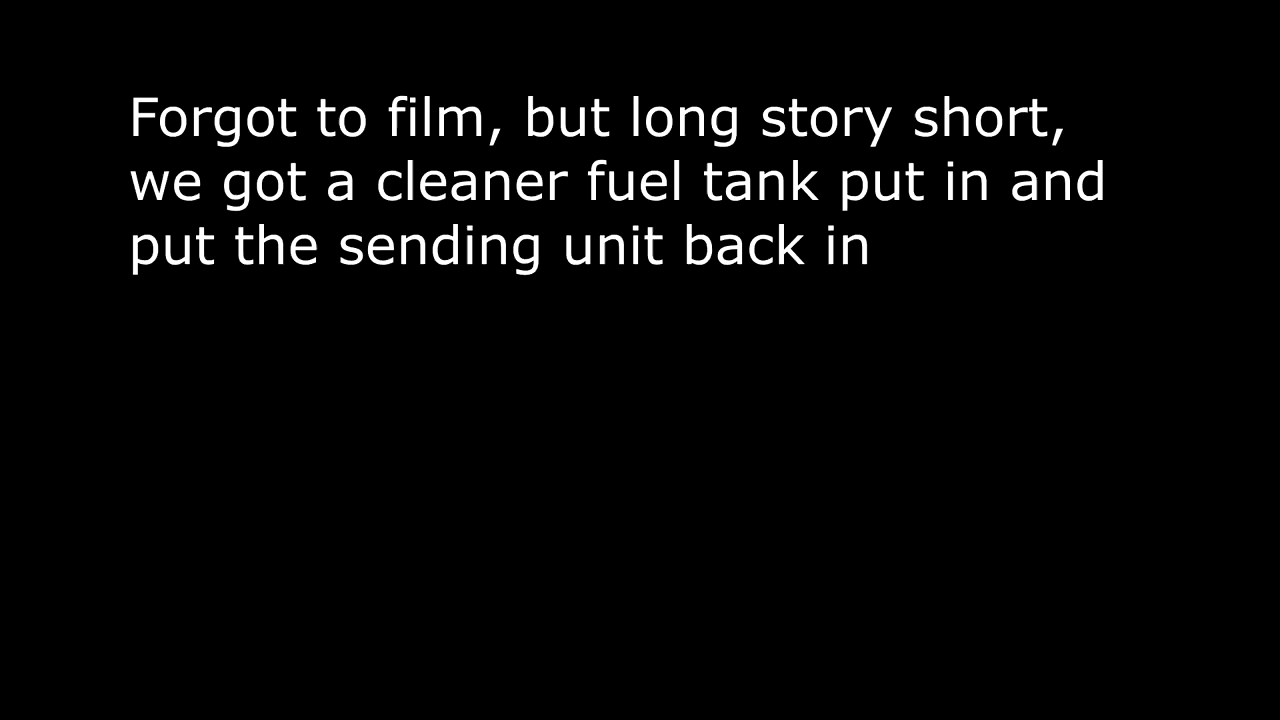 Forgot to film, but long story short,
we got a cleaner fuel tank put in and
put the sending unit back in